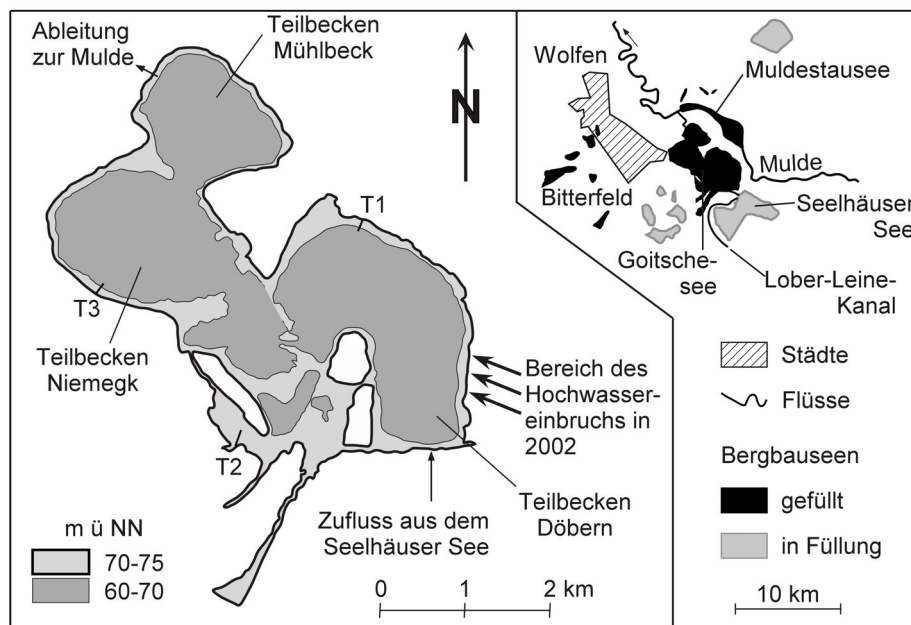 Ableitung
zur Mulde
Teilbecken
Mühlbeck
N
T1
T3
Teilbecken
Niemegk
T2
Bereich des
Hochwasser-
einbruchs in
2002
Zufluss aus dem
Seelhäuser See
Teilbecken
Döbern
m ü NN
70-75
60-70
0 1 2 km
Wolfen
Muldestausee
Mulde
Bitterfeld
Seelhäuser
See
Goitsche-
see
Lober-Leine-
Kanal
Städte
Flüsse
Bergbauseen
gefüllt
in Füllung
10 km